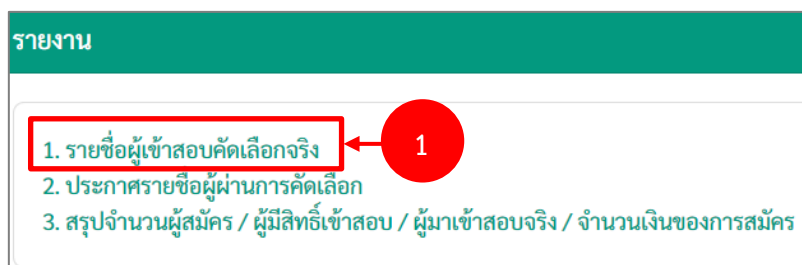 รายงาน
1. รายชื่อผู้เข้าสอบคัดเลือกจริง
1
2. ประกาศรายชื่อผู้ผ่านการคัดเลือก
3. สรุปจำนวนผู้สมัคร / ผู้มีสิทธิ์เข้าสอบ / ผู้มาเข้าสอบจริง / จำนวนเงินของการสมัคร